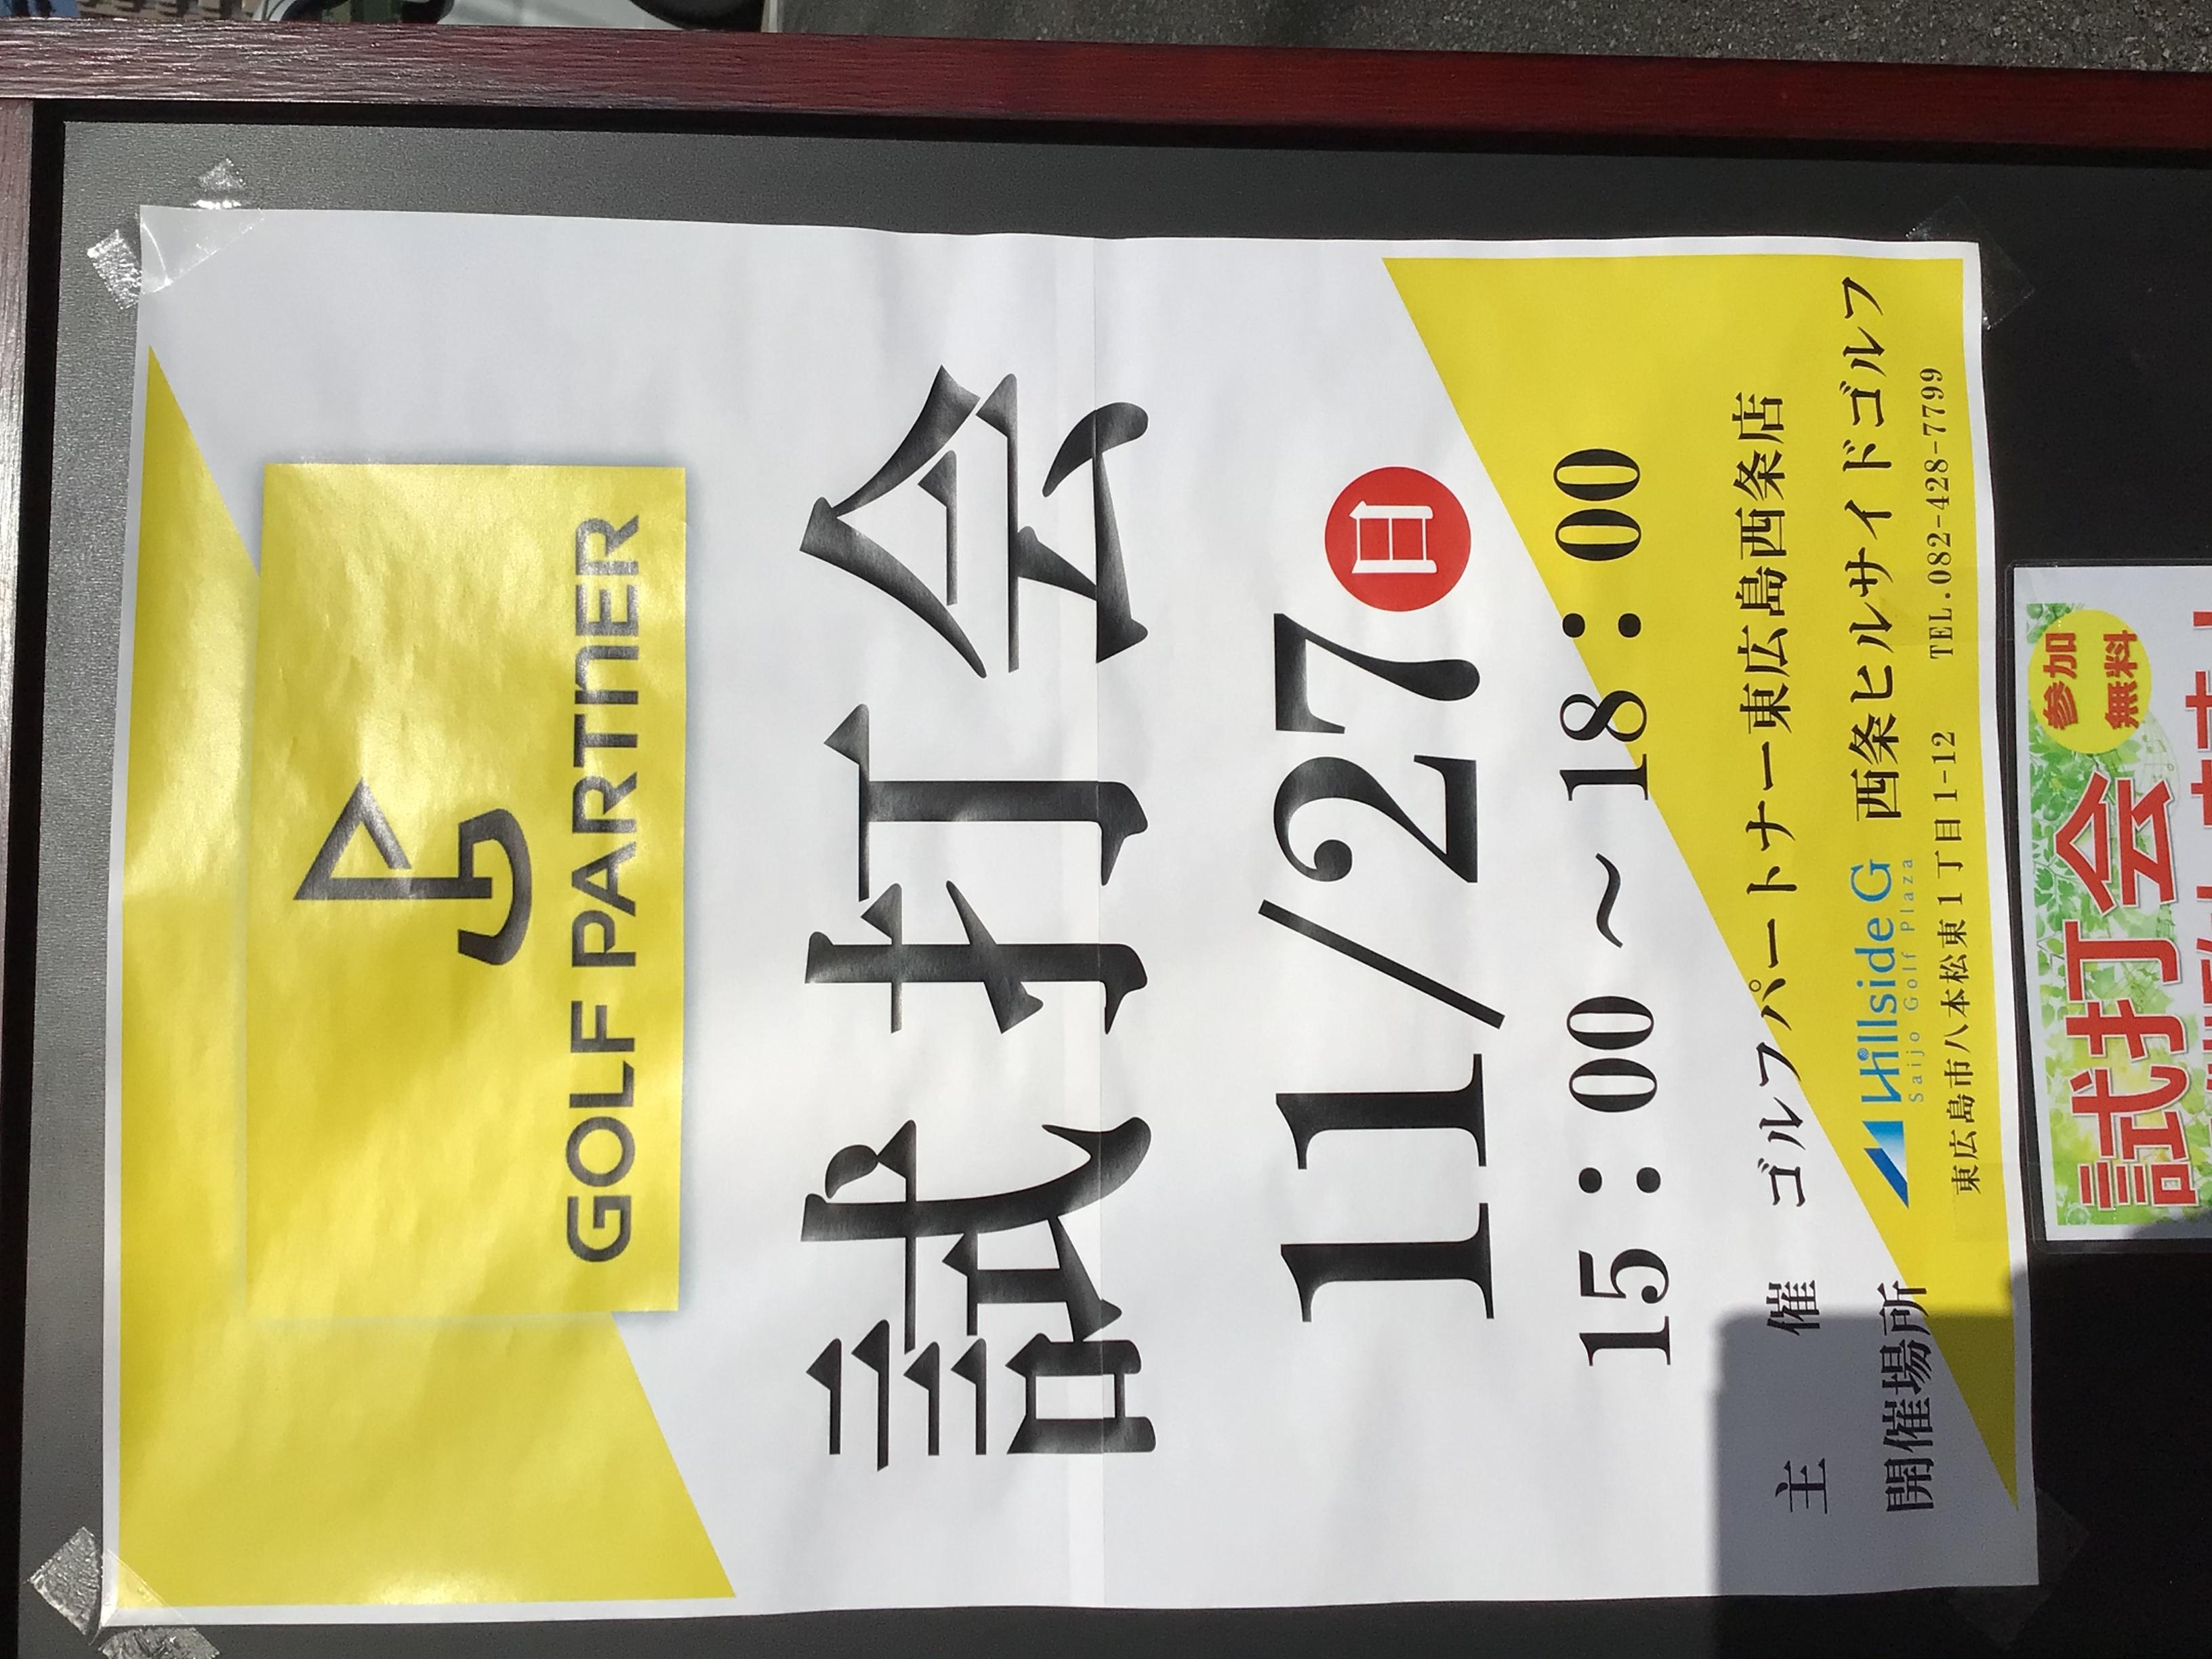 GOLF PARTNER
試打会
11/27 日
15:00～18:00
主催 ゴルフパートナー東広島西条店
開催場所 Hillside G 西条ヒルサイドゴルフ
Saijo Golf Plaza
東広島市八本松東1丁目1-12 TEL.082-428-7799
参加
無料
試打会